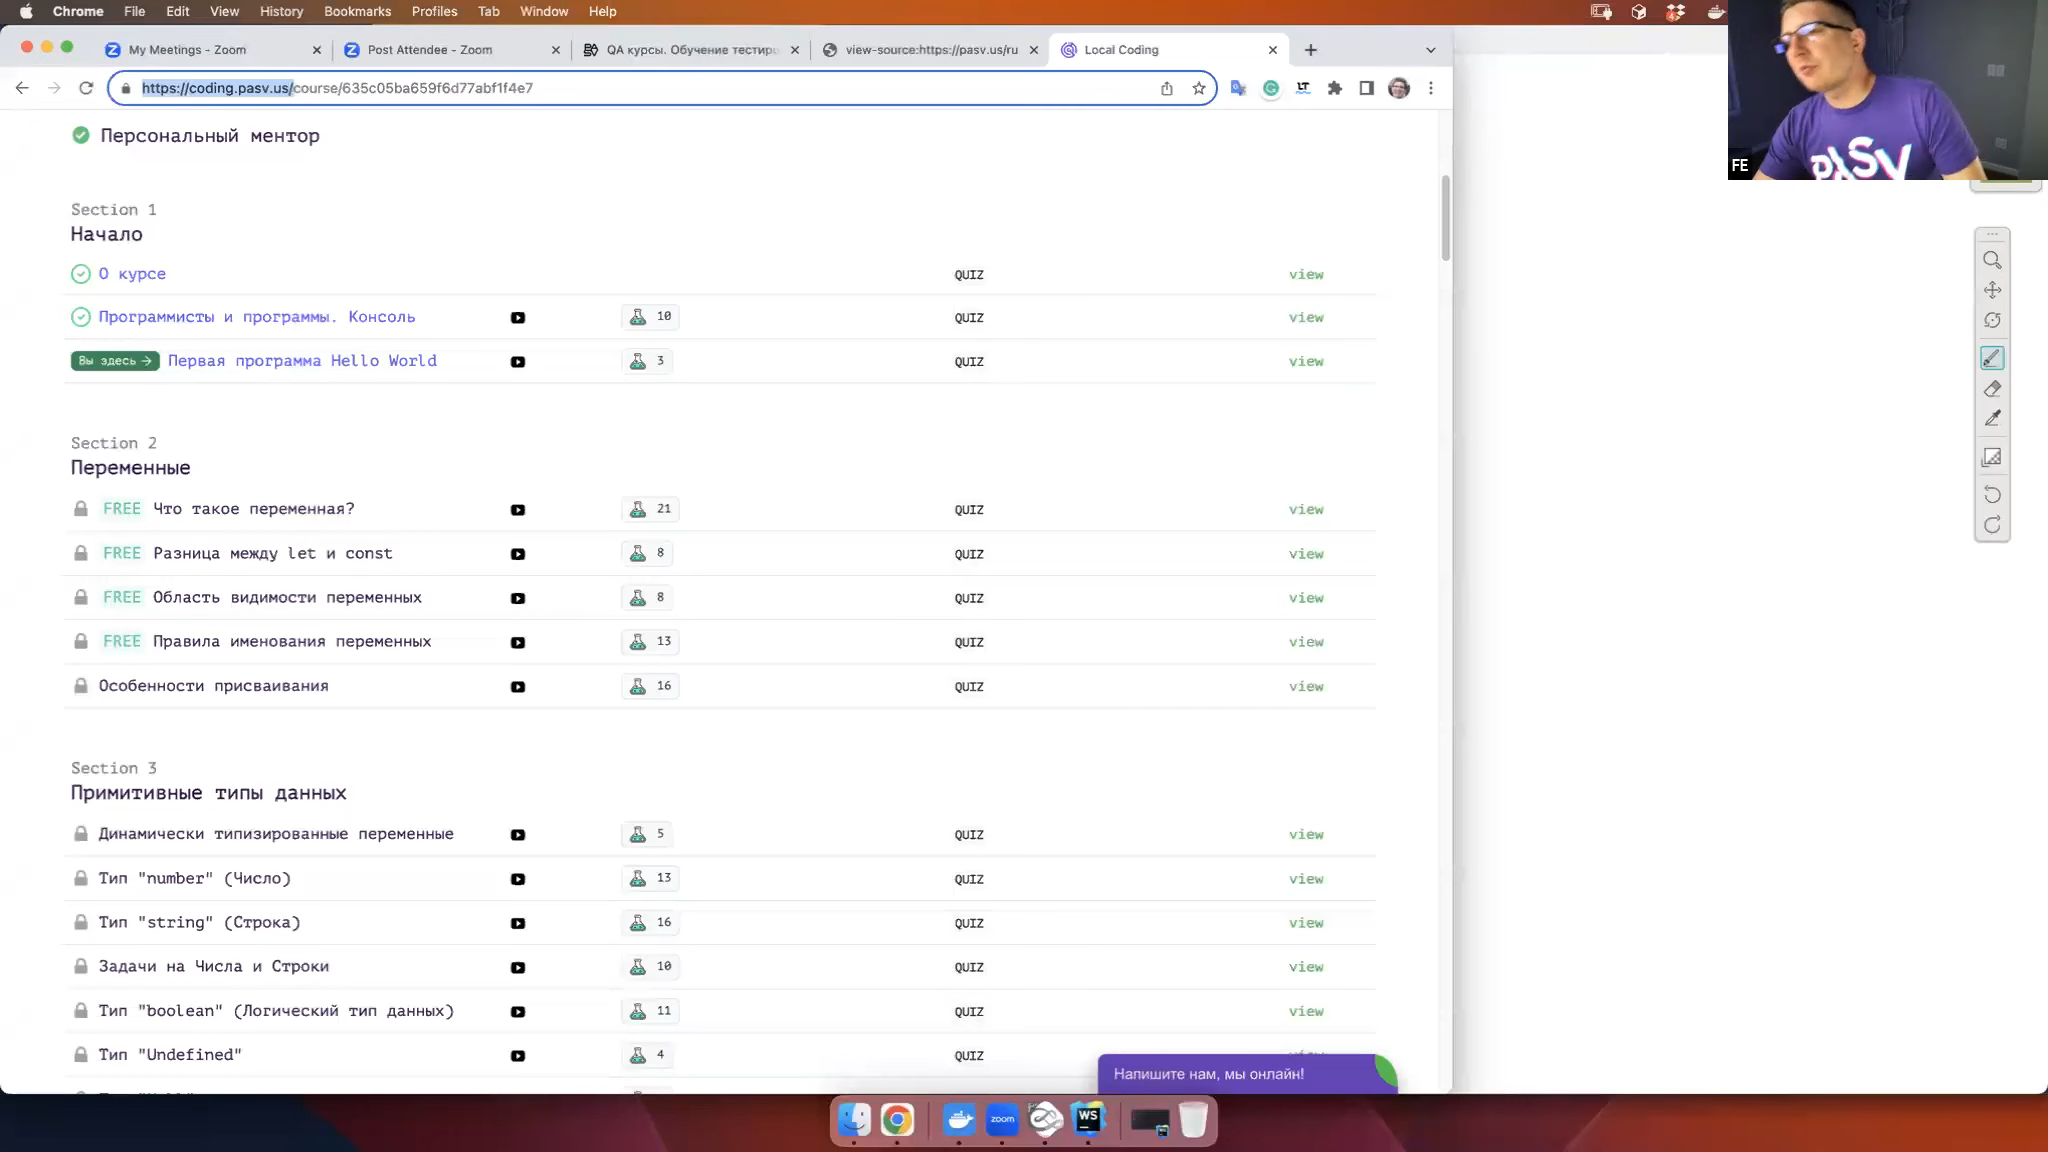 Chrome File Edit View History Bookmarks Profiles Tab Window Help
My Meetings - Zoom
Post Attendee - Zoom
QA курсы. Обучение тестиро
view-source:https://pasv.us/ru
Local Coding
https://coding.pasv.us/course/635c05ba659f6d77abf1f4e7
pasv
FE
Персональный ментор
Section 1
Начало
О курсе QUIZ view
Программисты и программы. Консоль 10 QUIZ view
Вы здесь → Первая программа Hello World 3 QUIZ view
Section 2
Переменные
FREE Что такое переменная? 21 QUIZ view
FREE Разница между let и const 8 QUIZ view
FREE Область видимости переменных 8 QUIZ view
FREE Правила именования переменных 13 QUIZ view
Особенности присваивания 16 QUIZ view
Section 3
Примитивные типы данных
Динамически типизированные переменные 5 QUIZ view
Тип "number" (Число) 13 QUIZ view
Тип "string" (Строка) 16 QUIZ view
Задачи на Числа и Строки 10 QUIZ view
Тип "boolean" (Логический тип данных) 11 QUIZ view
Тип "Undefined" 4 QUIZ
Напишите нам, мы онлайн!
zoom
WS